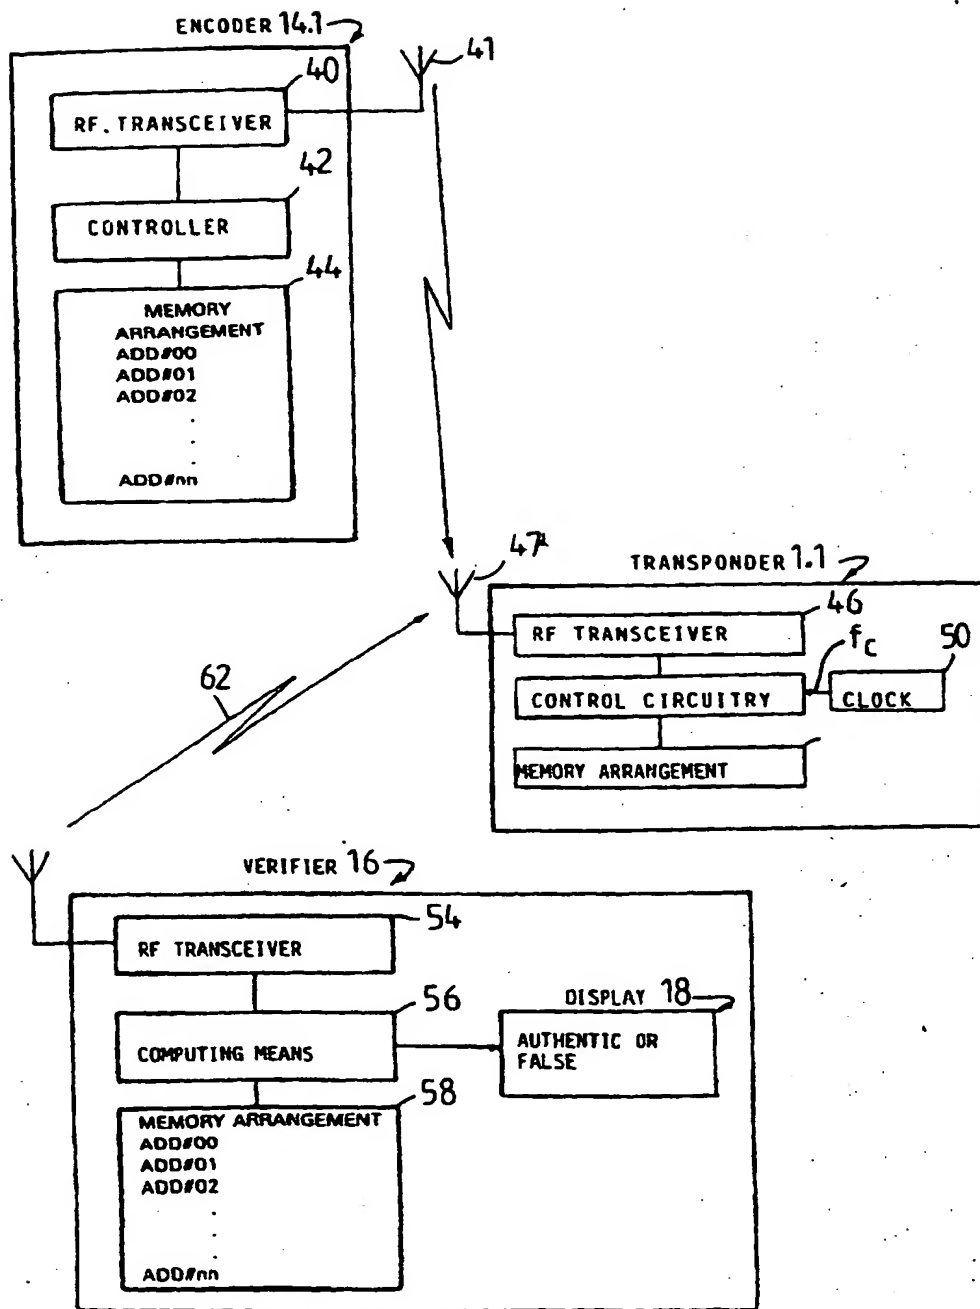 ENCODER 14.1
41
40
RF. TRANSCEIVER
42
CONTROLLER
44
MEMORY
ARRANGEMENT
ADD#00
ADD#01
ADD#02
ADD#nn
47
TRANSPONDER 1.1
46
RF TRANSCEIVER
fc
50
CONTROL CIRCUITRY
CLOCK
MEMORY ARRANGEMENT
62
VERIFIER 16
54
RF TRANSCEIVER
56
COMPUTING MEANS
DISPLAY 18
AUTHENTIC OR
FALSE
58
MEMORY ARRANGEMENT
ADD#00
ADD#01
ADD#02
ADD#nn